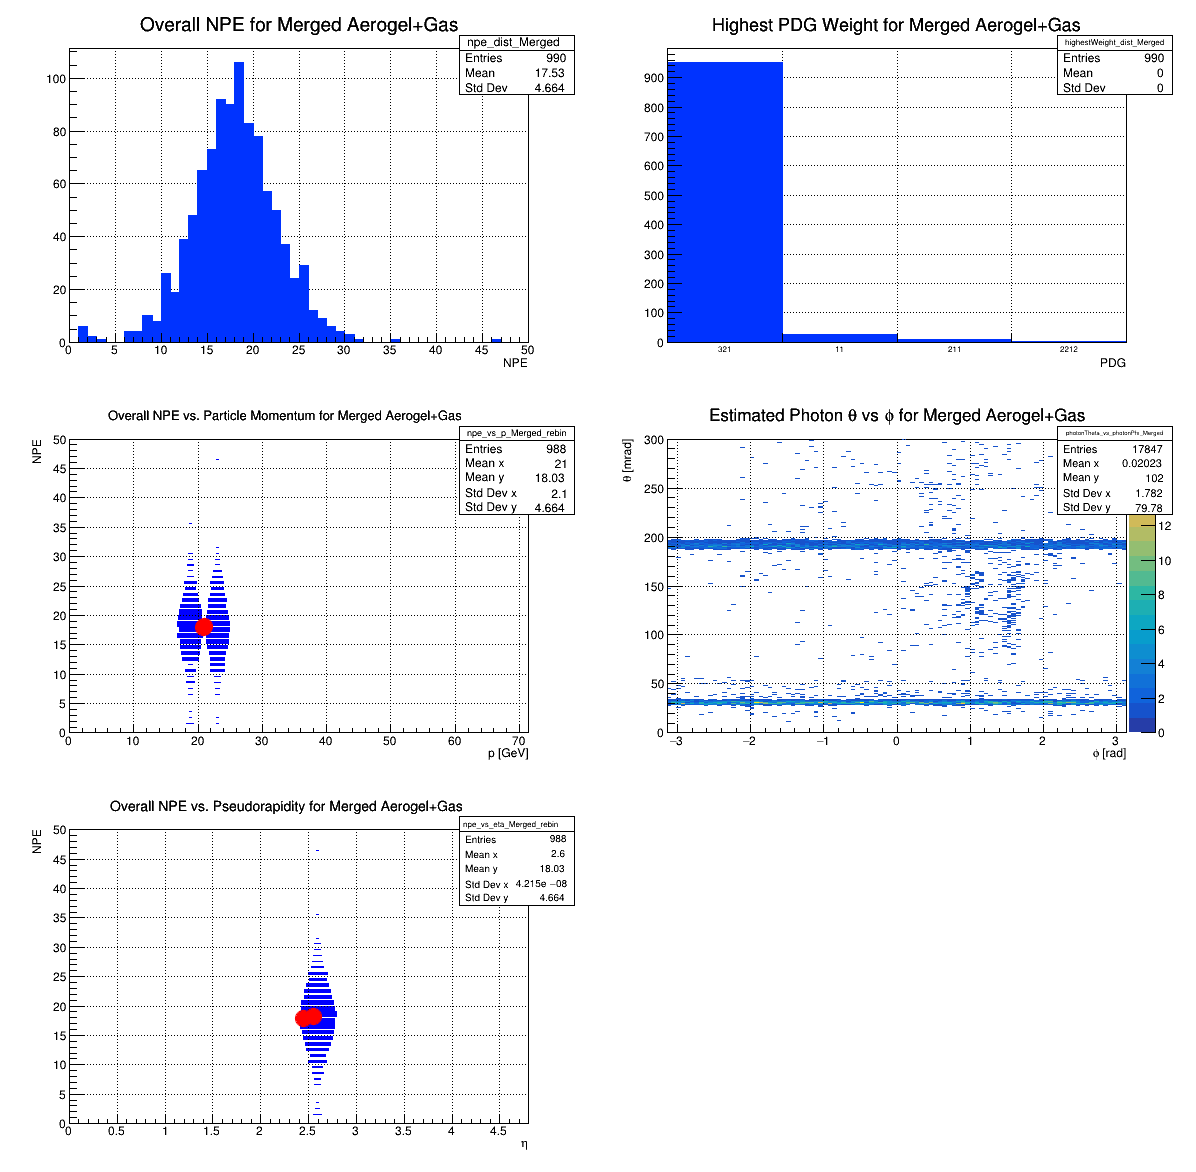 Overall NPE for Merged Aerogel+Gas
npe_dist_Merged
Entries 990
Mean 17.53
Std Dev 4.664
100
80
60
40
20
0
0 5 10 15 20 25 30 35 40 45 50
NPE
Highest PDG Weight for Merged Aerogel+Gas
highestWeight_dist_Merged
Entries 990
Mean 0
Std Dev 0
900
800
700
600
500
400
300
200
100
0
321 11 211 2212
PDG
Overall NPE vs. Particle Momentum for Merged Aerogel+Gas
npe_vs_p_Merged_rebin
Entries 988
Mean x 21
Mean y 18.03
Std Dev x 2.1
Std Dev y 4.664
NPE
50
45
40
35
30
25
20
15
10
5
0
0 10 20 30 40 50 60 70
p [GeV]
Estimated Photon θ vs ϕ for Merged Aerogel+Gas
photonTheta_vs_photonPhi_Merged
Entries 17847
Mean x 0.02023
Mean y 102
Std Dev x 1.782
Std Dev y 79.78
θ [mrad]
300
250
200
150
100
50
0
−3 −2 −1 0 1 2 3
ϕ [rad]
12
10
8
6
4
2
0
Overall NPE vs. Pseudorapidity for Merged Aerogel+Gas
npe_vs_eta_Merged_rebin
Entries 988
Mean x 2.6
Mean y 18.03
Std Dev x 4.215e −08
Std Dev y 4.664
NPE
50
45
40
35
30
25
20
15
10
5
0
0 0.5 1 1.5 2 2.5 3 3.5 4 4.5
η